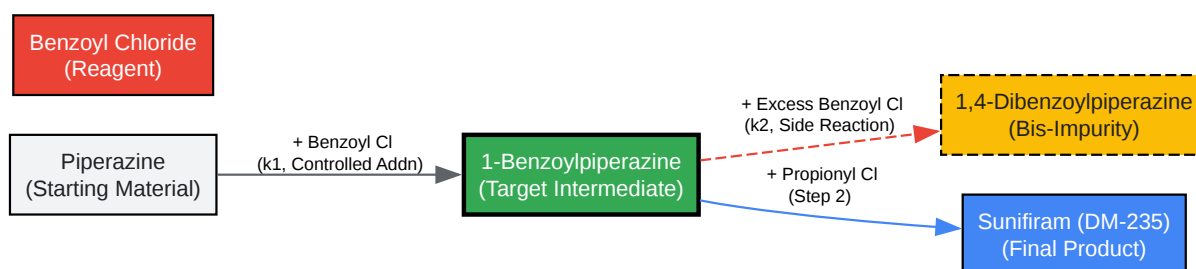 Benzoyl Chloride
(Reagent)
Piperazine
(Starting Material)
+ Benzoyl Cl
(k1, Controlled Addn)
1-Benzoylpiperazine
(Target Intermediate)
+ Excess Benzoyl Cl
(k2, Side Reaction)
+ Propionyl Cl
(Step 2)
1,4-Dibenzoylpiperazine
(Bis-Impurity)
Sunifiram (DM-235)
(Final Product)